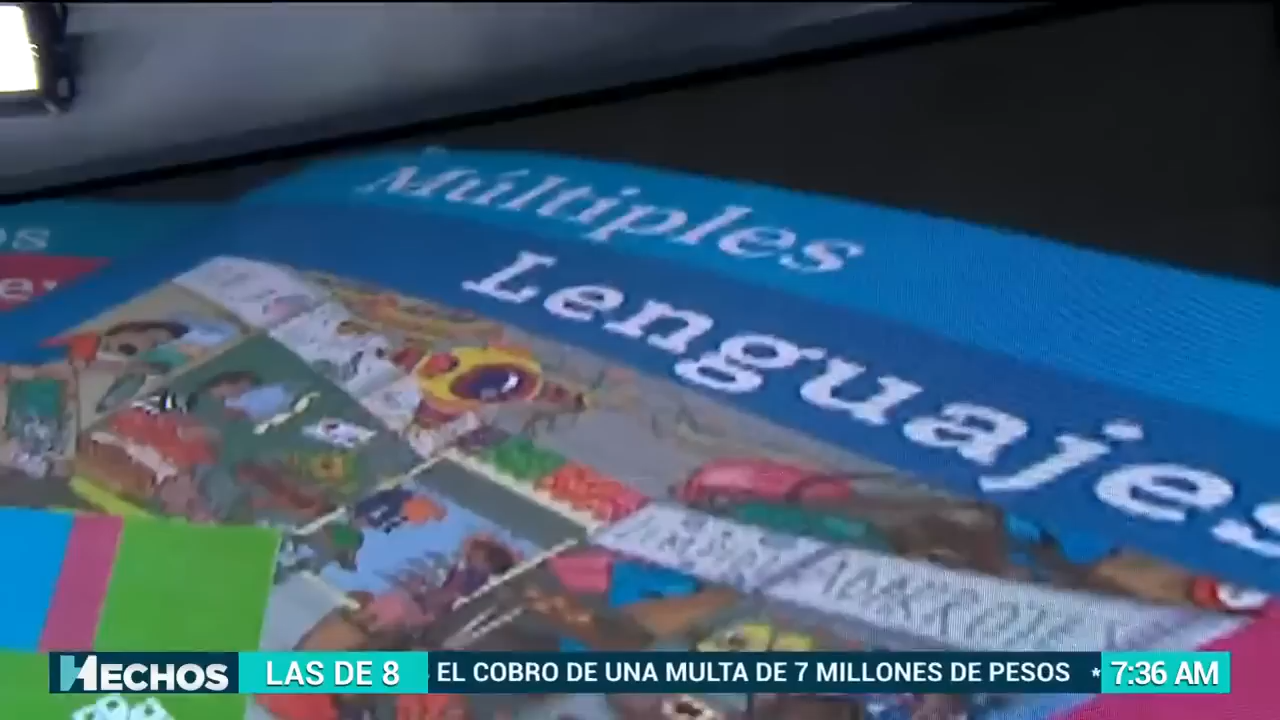 Múltiples
Lenguajes
HECHOS LAS DE 8 EL COBRO DE UNA MULTA DE 7 MILLONES DE PESOS * 7:36 AM